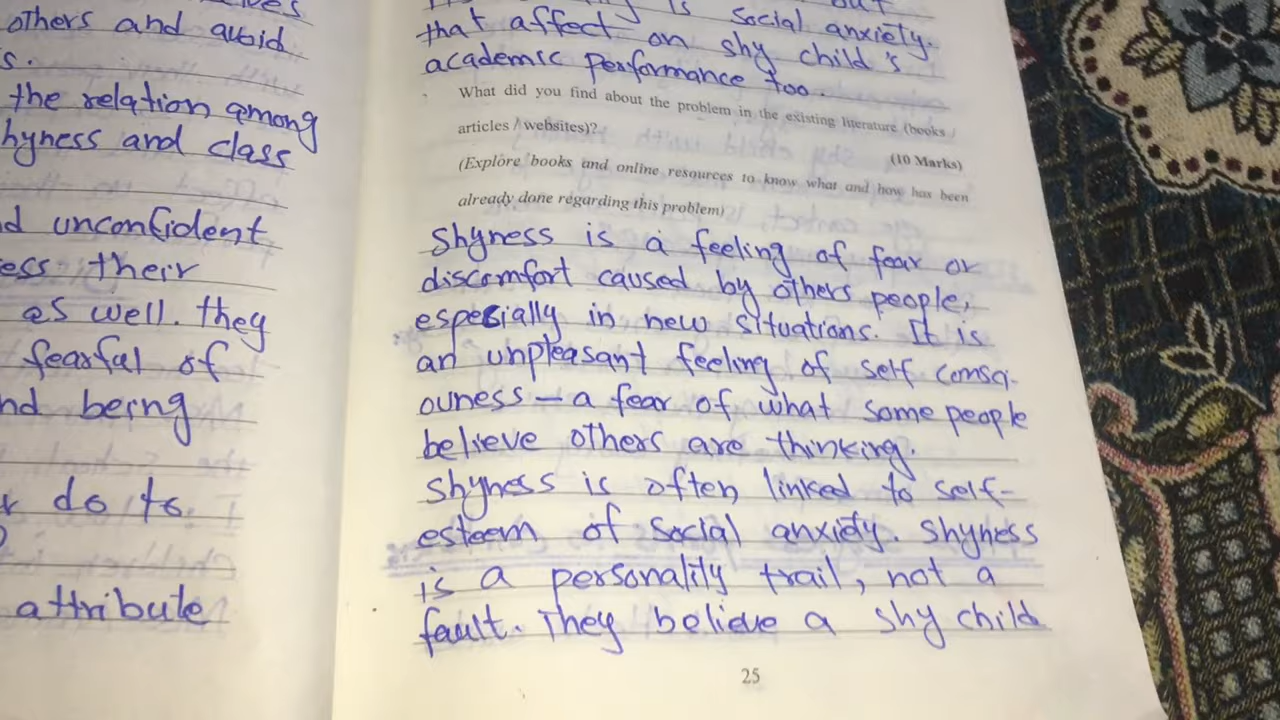 others and avoid
s.
the relation among
hyness and class
d unconfident
ess their
as well. they
fearful of
nd being
do to
attribute
is social anxiety.
that affect on shy child's
academic performance too.
What did you find about the problem in the existing literature (books /
articles / websites)?
(10 Marks)
(Explore books and online resources to know what and how has been
already done regarding this problem)
Shyness is a feeling of fear or
discomfort caused by others people,
especially in new situations. It is
an unpleasant feeling of self consci-
ouness – a fear of what some people
believe others are thinking.
Shyness is often linked to self-
esteem of social anxiety. Shyness
is a personality trail, not a
fault. They believe a shy child
25